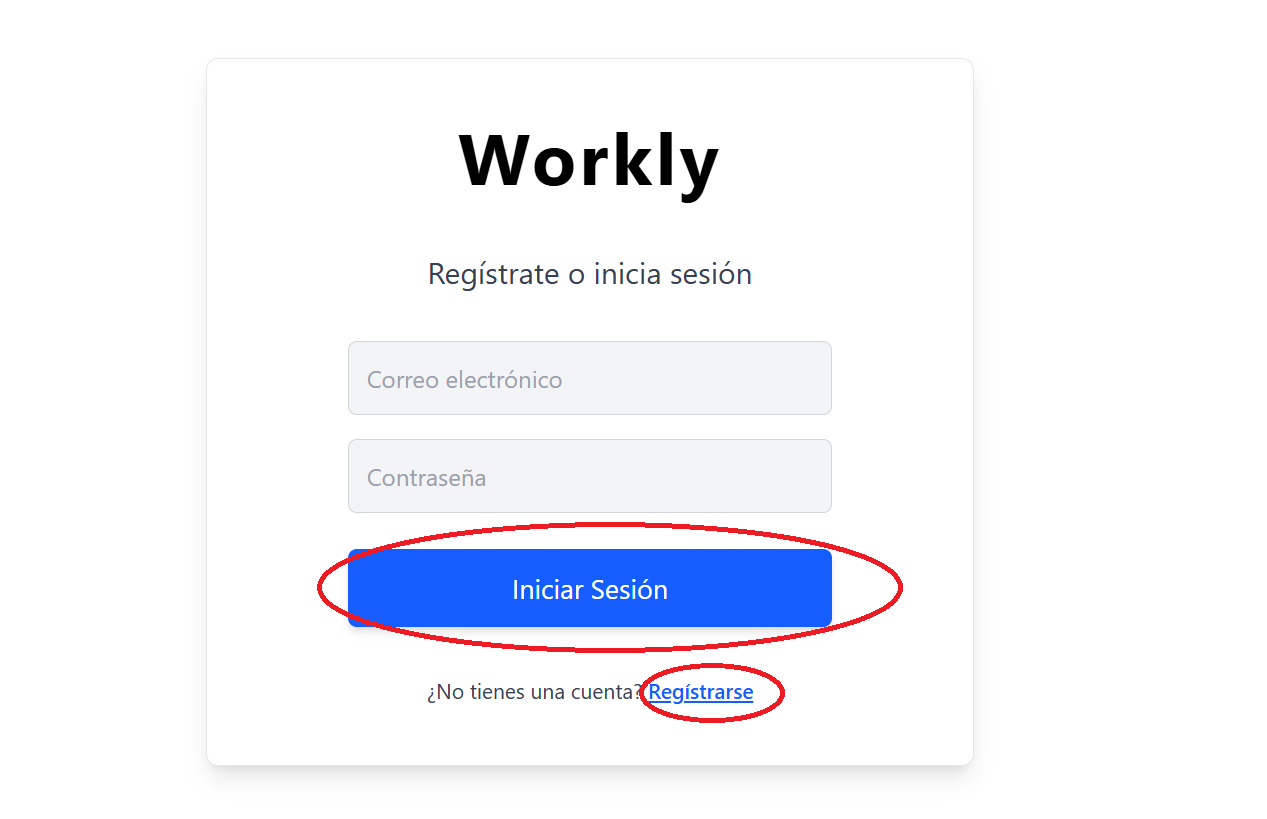 Workly
Regístrate o inicia sesión
Correo electrónico
Contraseña
Iniciar Sesión
¿No tienes una cuenta? Regístrarse